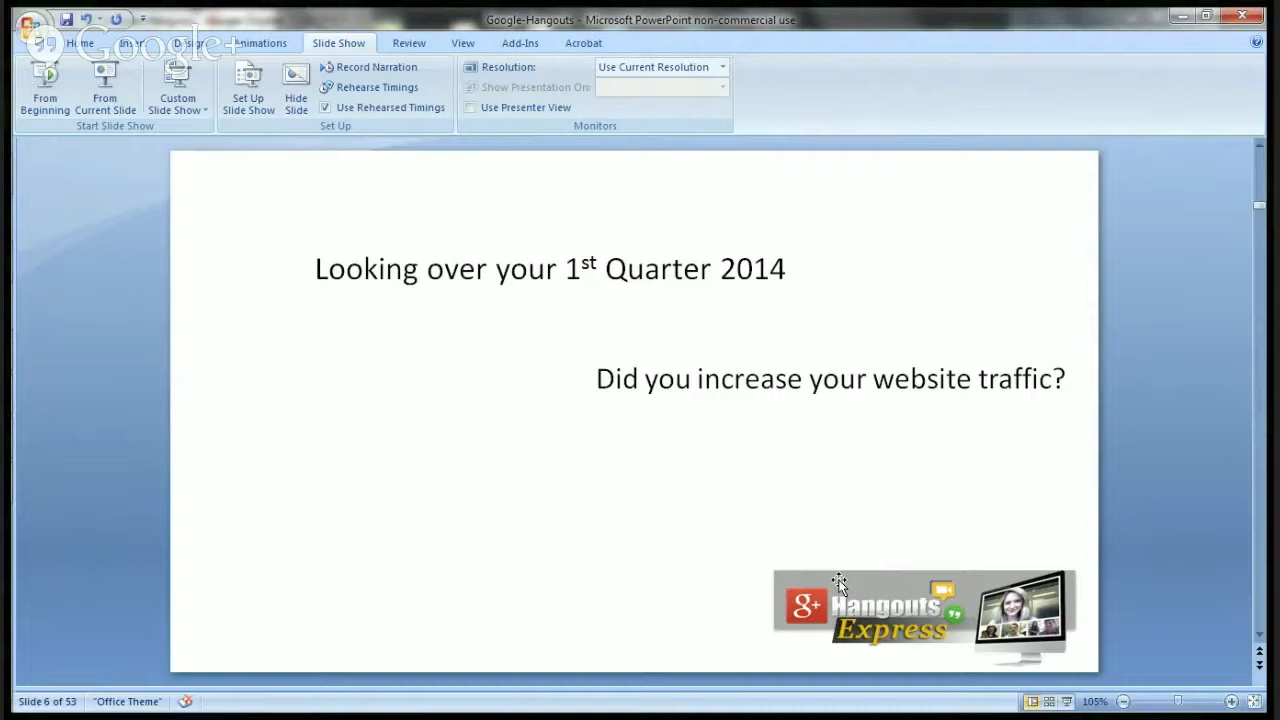 Google-Hangouts - Microsoft PowerPoint non-commercial use
Google+
Home Insert Design Animations Slide Show Review View Add-Ins Acrobat
From Beginning
From Current Slide
Custom Slide Show
Start Slide Show
Set Up Slide Show
Hide Slide
Record Narration
Rehearse Timings
Use Rehearsed Timings
Set Up
Resolution: Use Current Resolution
Show Presentation On:
Use Presenter View
Monitors
Looking over your 1st Quarter 2014
Did you increase your website traffic?
g+ Hangouts
Express
Slide 6 of 53 "Office Theme" 105%